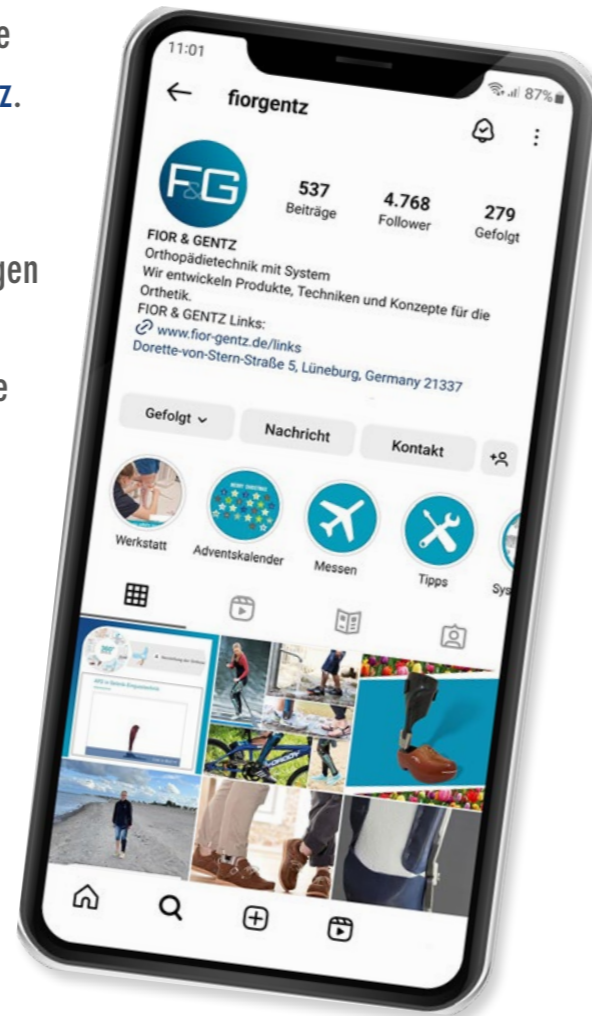 e
z.
gen
e
11:01
87%
fiorgentz
F&G
537
4.768
279
Beiträge
Follower
Gefolgt
FIOR & GENTZ
Orthopädietechnik mit System
Wir entwickeln Produkte, Techniken und Konzepte für die
Orthetik.
FIOR & GENTZ Links:
www.fior-gentz.de/links
Dorette-von-Stern-Straße 5, Lüneburg, Germany 21337
Gefolgt
Nachricht
Kontakt
Werkstatt
Adventskalender
Messen
Tipps
Sys